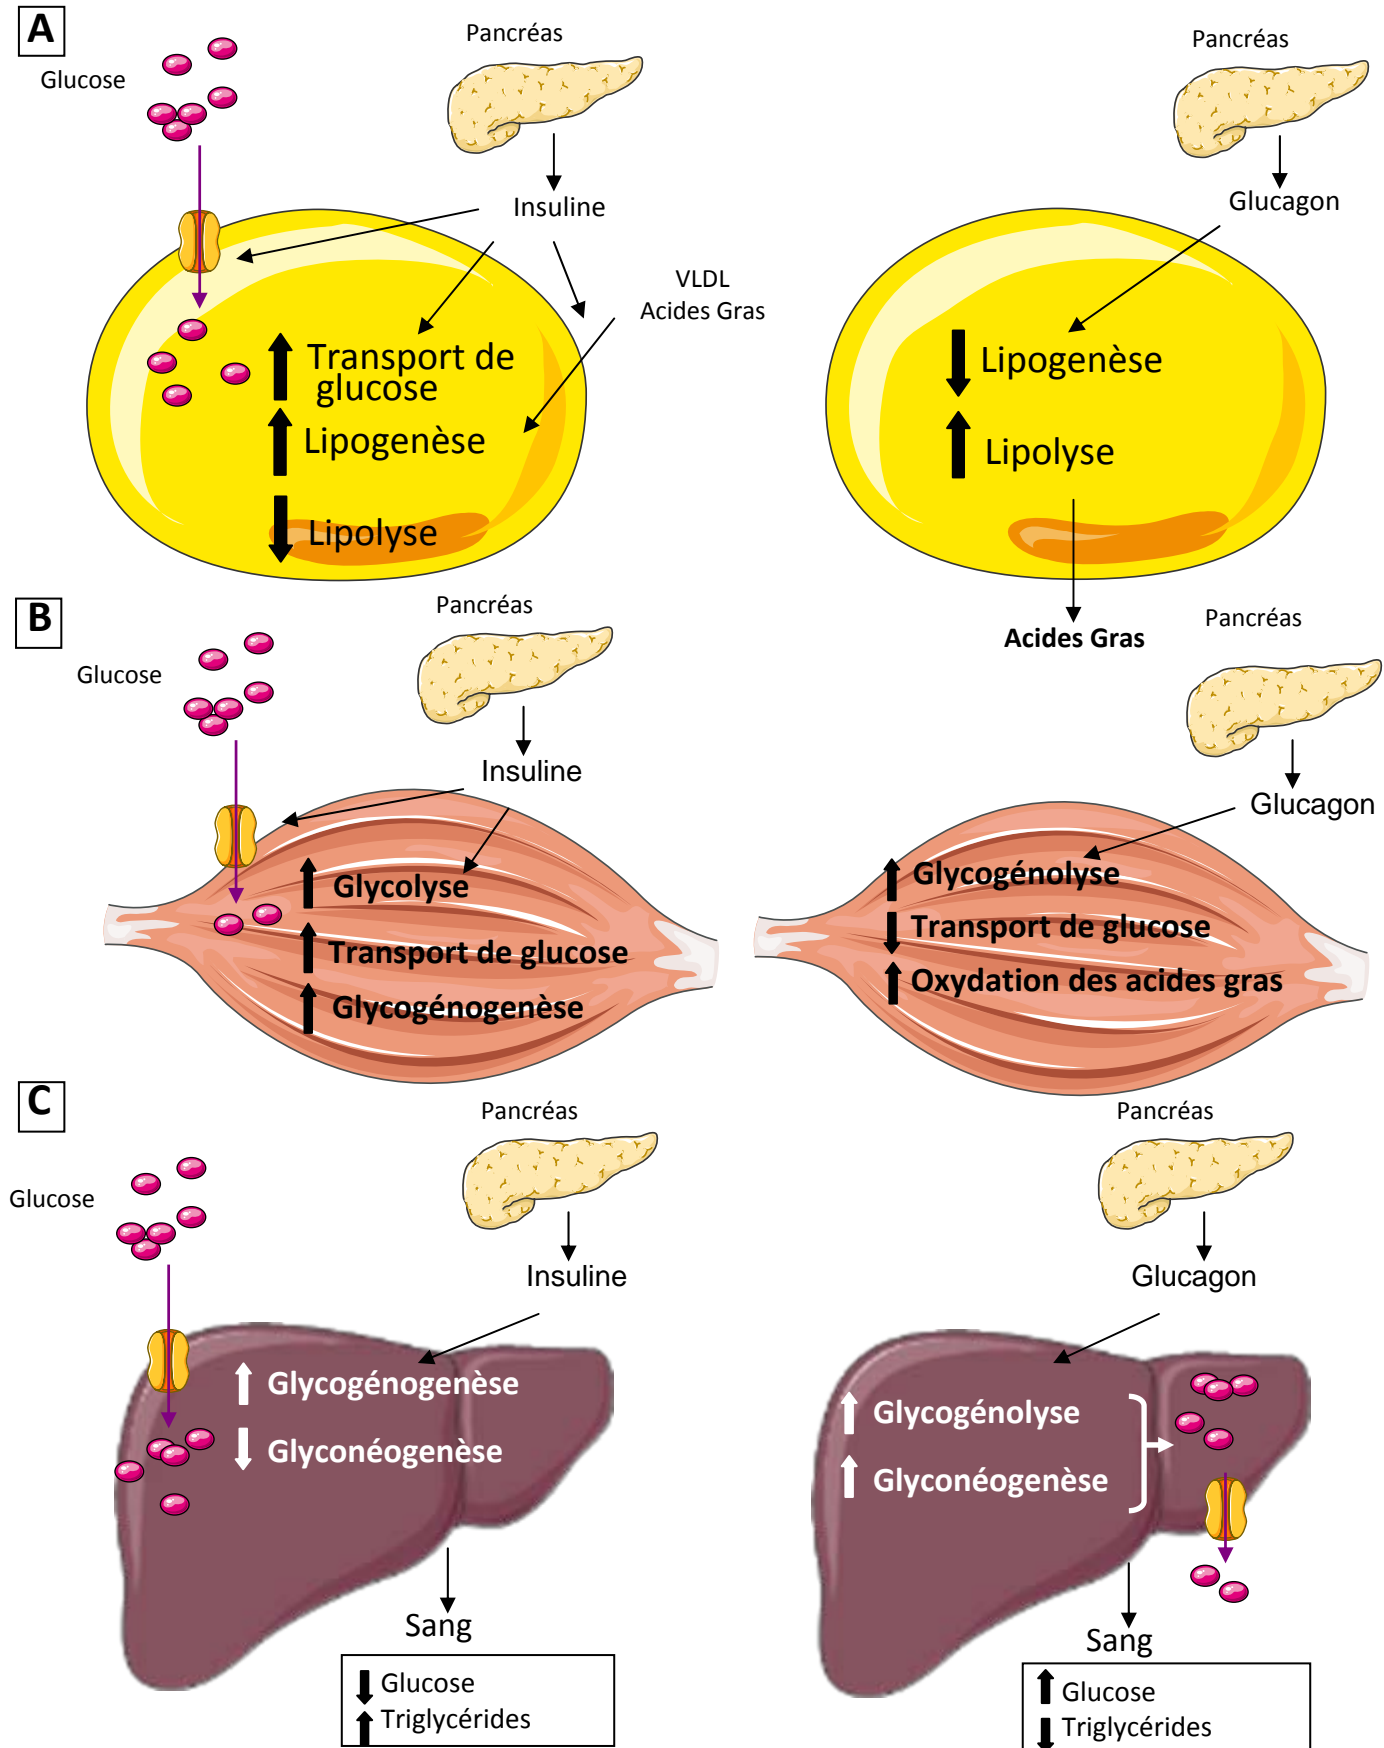 A
Glucose
Pancréas
Insuline
VLDL
Acides Gras
Transport de
glucose
Lipogenèse
Lipolyse
Pancréas
Glucagon
Lipogenèse
Lipolyse
Acides Gras
B
Glucose
Pancréas
Insuline
Glycolyse
Transport de glucose
Glycogénogenèse
Pancréas
Glucagon
Glycogénolyse
Transport de glucose
Oxydation des acides gras
C
Glucose
Pancréas
Insuline
Glycogénogenèse
Glyconéogenèse
Sang
Glucose
Triglycérides
Pancréas
Glucagon
Glycogénolyse
Glyconéogenèse
Sang
Glucose
Triglycérides